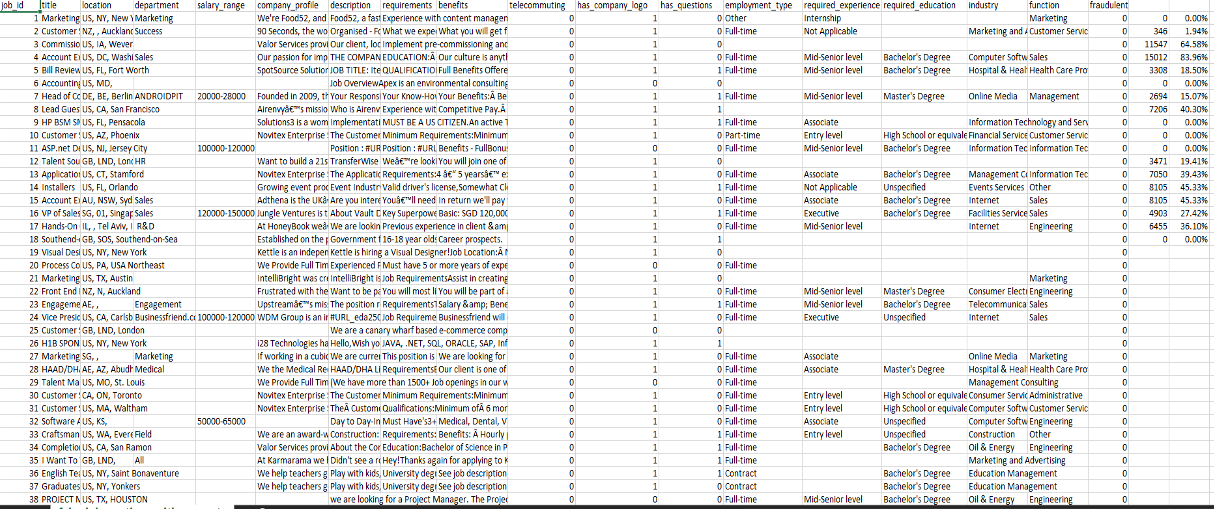 job_id title location department salary_range company_profile description requirements benefits telecommuting has_company_logo has_questions employment_type required_experience required_education industry function fraudulent
1 Marketing US, NY, New Marketing We're Food52, and Food52, a fast Experience with content managen 0 1 0 Other Internship Marketing 0 0 0.00%
2 Customer NZ, , Auckland Success 90 Seconds, the wo Organised - Fo What we expe What you will get f 0 1 0 Full-time Not Applicable Marketing and A Customer Servic 0 346 1.94%
3 Commissio US, IA, Wever Valor Services prov Our client, loc Implement pre-commissioning and 0 1 0 0 11547 64.58%
4 Account E US, DC, Wash Sales Our passion for imp THE COMPAN EDUCATION:Â Our culture is anyt 0 1 0 Full-time Mid-Senior level Bachelor's Degree Computer Softw Sales 0 15012 83.96%
5 Bill Review US, FL, Fort Worth SpotSource Solution JOB TITLE: Ite QUALIFICATIO Full Benefits Offere 0 1 1 Full-time Mid-Senior level Bachelor's Degree Hospital & Heal Health Care Pro 0 3308 18.50%
6 Accounting US, MD, Job OverviewApex is an environmental consulting 0 0 0 0 0 0.00%
7 Head of Co DE, BE, Berlin ANDROIDPIT 20000-28000 Founded in 2009, th Your Respons Your Know-Ho Your Benefits:Â Be 0 1 1 Full-time Mid-Senior level Master's Degree Online Media Management 0 2694 15.07%
8 Lead Gues US, CA, San Francisco Airenvyâ€™s missio Who is Airenv Experience with Competitive Pay.Â 0 1 1 0 7206 40.30%
9 HP BSM SM US, FL, Pensacola Solutions3 is a wom Implementati MUST BE A US CITIZEN.An active T 0 1 1 Full-time Associate Information Technology and Serv 0 0 0.00%
10 Customer US, AZ, Phoenix Novitex Enterprise The Customer Minimum Requirements:Minimum 0 1 0 Part-time Entry level High School or equivale Financial Service Customer Servic 0 0 0.00%
11 ASP.net D US, NJ, Jersey City 100000-120000 Position : #UR Position : #URL Benefits - FullBonu 0 0 0 Full-time Mid-Senior level Bachelor's Degree Information Tec Information Tec 0 0 0.00%
12 Talent Sou GB, LND, Lond HR Want to build a 21s TransferWise Weâ€™re look You will join one of 0 1 0 0 3471 19.41%
13 Applicatio US, CT, Stamford Novitex Enterprise The Applicatio Requirements:4 â€" 5 yearsâ€™ ex 0 1 0 Full-time Associate Bachelor's Degree Management Co Information Tec 0 7050 39.43%
14 Installers US, FL, Orlando Growing event proc Event Industr Valid driver's license,Somewhat Cl 0 1 1 Full-time Not Applicable Unspecified Events Services Other 0 8105 45.33%
15 Account E AU, NSW, Syd Sales Adthena is the UKâ Are you intere Youâ€™ll need In return we'll pay 0 1 0 Full-time Associate Bachelor's Degree Internet Sales 0 8105 45.33%
16 VP of Sales SG, 01, Singap Sales 120000-150000 Jungle Ventures is t About Vault D Key Superpow Basic: SGD 120,000 0 1 1 Full-time Executive Bachelor's Degree Facilities Service Sales 0 4903 27.42%
17 Hands-On IL, , Tel Aviv, I R&D At HoneyBook weâ We are lookin Previous experience in client &am 0 1 0 Full-time Mid-Senior level Internet Engineering 0 6455 36.10%
18 Southend- GB, SOS, Southend-on-Sea Established on the p Government f 16-18 year old Career prospects. 0 1 1 0 0 0.00%
19 Visual Desi US, NY, New York Kettle is an indepen Kettle is hiring a Visual Designer!Job Location:Â 0 1 0 0
20 Process Co US, PA, USA Northeast We Provide Full Tim Experienced F Must have 5 or more years of expe 0 0 0 Full-time 0
21 Marketing US, TX, Austin IntelliBright was cre IntelliBright is Job RequirementsAssist in creating 0 1 0 Marketing 0
22 Front End NZ, N, Auckland Frustrated with the Want to be p You will most li You will be part of 0 1 0 Full-time Mid-Senior level Master's Degree Consumer Electr Engineering 0
23 Engageme AE, , Engagement Upstreamâ€™s mis The position r Requirements1 Salary &amp; Bene 0 1 1 Full-time Mid-Senior level Bachelor's Degree Telecommunica Sales 0
24 Vice Presic US, CA, Carlsb Businessfriend.co 100000-120000 WDM Group is an ir #URL_eda250 Job Requireme Businessfriend will 0 1 0 Full-time Executive Unspecified Internet Sales 0
25 Customer GB, LND, London We are a canary wharf based e-commerce comp 0 0 0 0
26 H1B SPON US, NY, New York i28 Technologies ha Hello,Wish yo JAVA, .NET, SQL, ORACLE, SAP, Inf 0 1 1 0
27 Marketing SG, , Marketing If working in a cubic We are curre This position is We are looking for 0 1 0 Full-time Associate Online Media Marketing 0
28 HAAD/DHA AE, AZ, Abudh Medical We the Medical Rec HAAD/DHA Li Requirements Our client is one of 0 1 0 Full-time Associate Master's Degree Hospital & Heal Health Care Pro 0
29 Talent Ma US, MO, St. Louis We Provide Full Tim (We have more than 1500+ Job openings in our w 0 0 0 Full-time Management Consulting 0
30 Customer CA, ON, Toronto Novitex Enterprise The Customer Minimum Requirements:Minimum 0 1 0 Full-time Entry level High School or equivale Consumer Servic Administrative 0
31 Customer US, MA, Waltham Novitex Enterprise TheÂ Custom Qualifications:Minimum ofÂ 6 mor 0 1 0 Full-time Entry level High School or equivale Computer Softw Customer Servic 0
32 Software A US, KS, 50000-65000 Day to Day-In Must Have's3+ Medical, Dental, V 0 1 0 Full-time Associate Unspecified Computer Softw Engineering 0
33 Craftsman US, WA, Evere Field We are an award-w Construction: Requirements: Benefits: Â Hourly 0 1 1 Full-time Entry level Unspecified Construction Other 0
34 Completio US, CA, San Ramon Valor Services provi About the Cor Education:Bachelor of Science in P 0 1 1 Full-time Bachelor's Degree Oil & Energy Engineering 0
35 I Want To GB, LND, All At Karmarama we Didn't see a r Hey!Thanks again for applying to K 0 1 1 Full-time Marketing and Advertising 0
36 English Tea US, NY, Saint Bonaventure We help teachers g Play with kids, University degr See job description 0 1 1 Contract Bachelor's Degree Education Management 0
37 Graduates US, NY, Yonkers We help teachers g Play with kids, University degr See job description 0 1 0 Contract Bachelor's Degree Education Management 0
38 PROJECT M US, TX, HOUSTON we are looking for a Project Manager. The Projec 0 0 0 Full-time Mid-Senior level Bachelor's Degree Oil & Energy Engineering 0